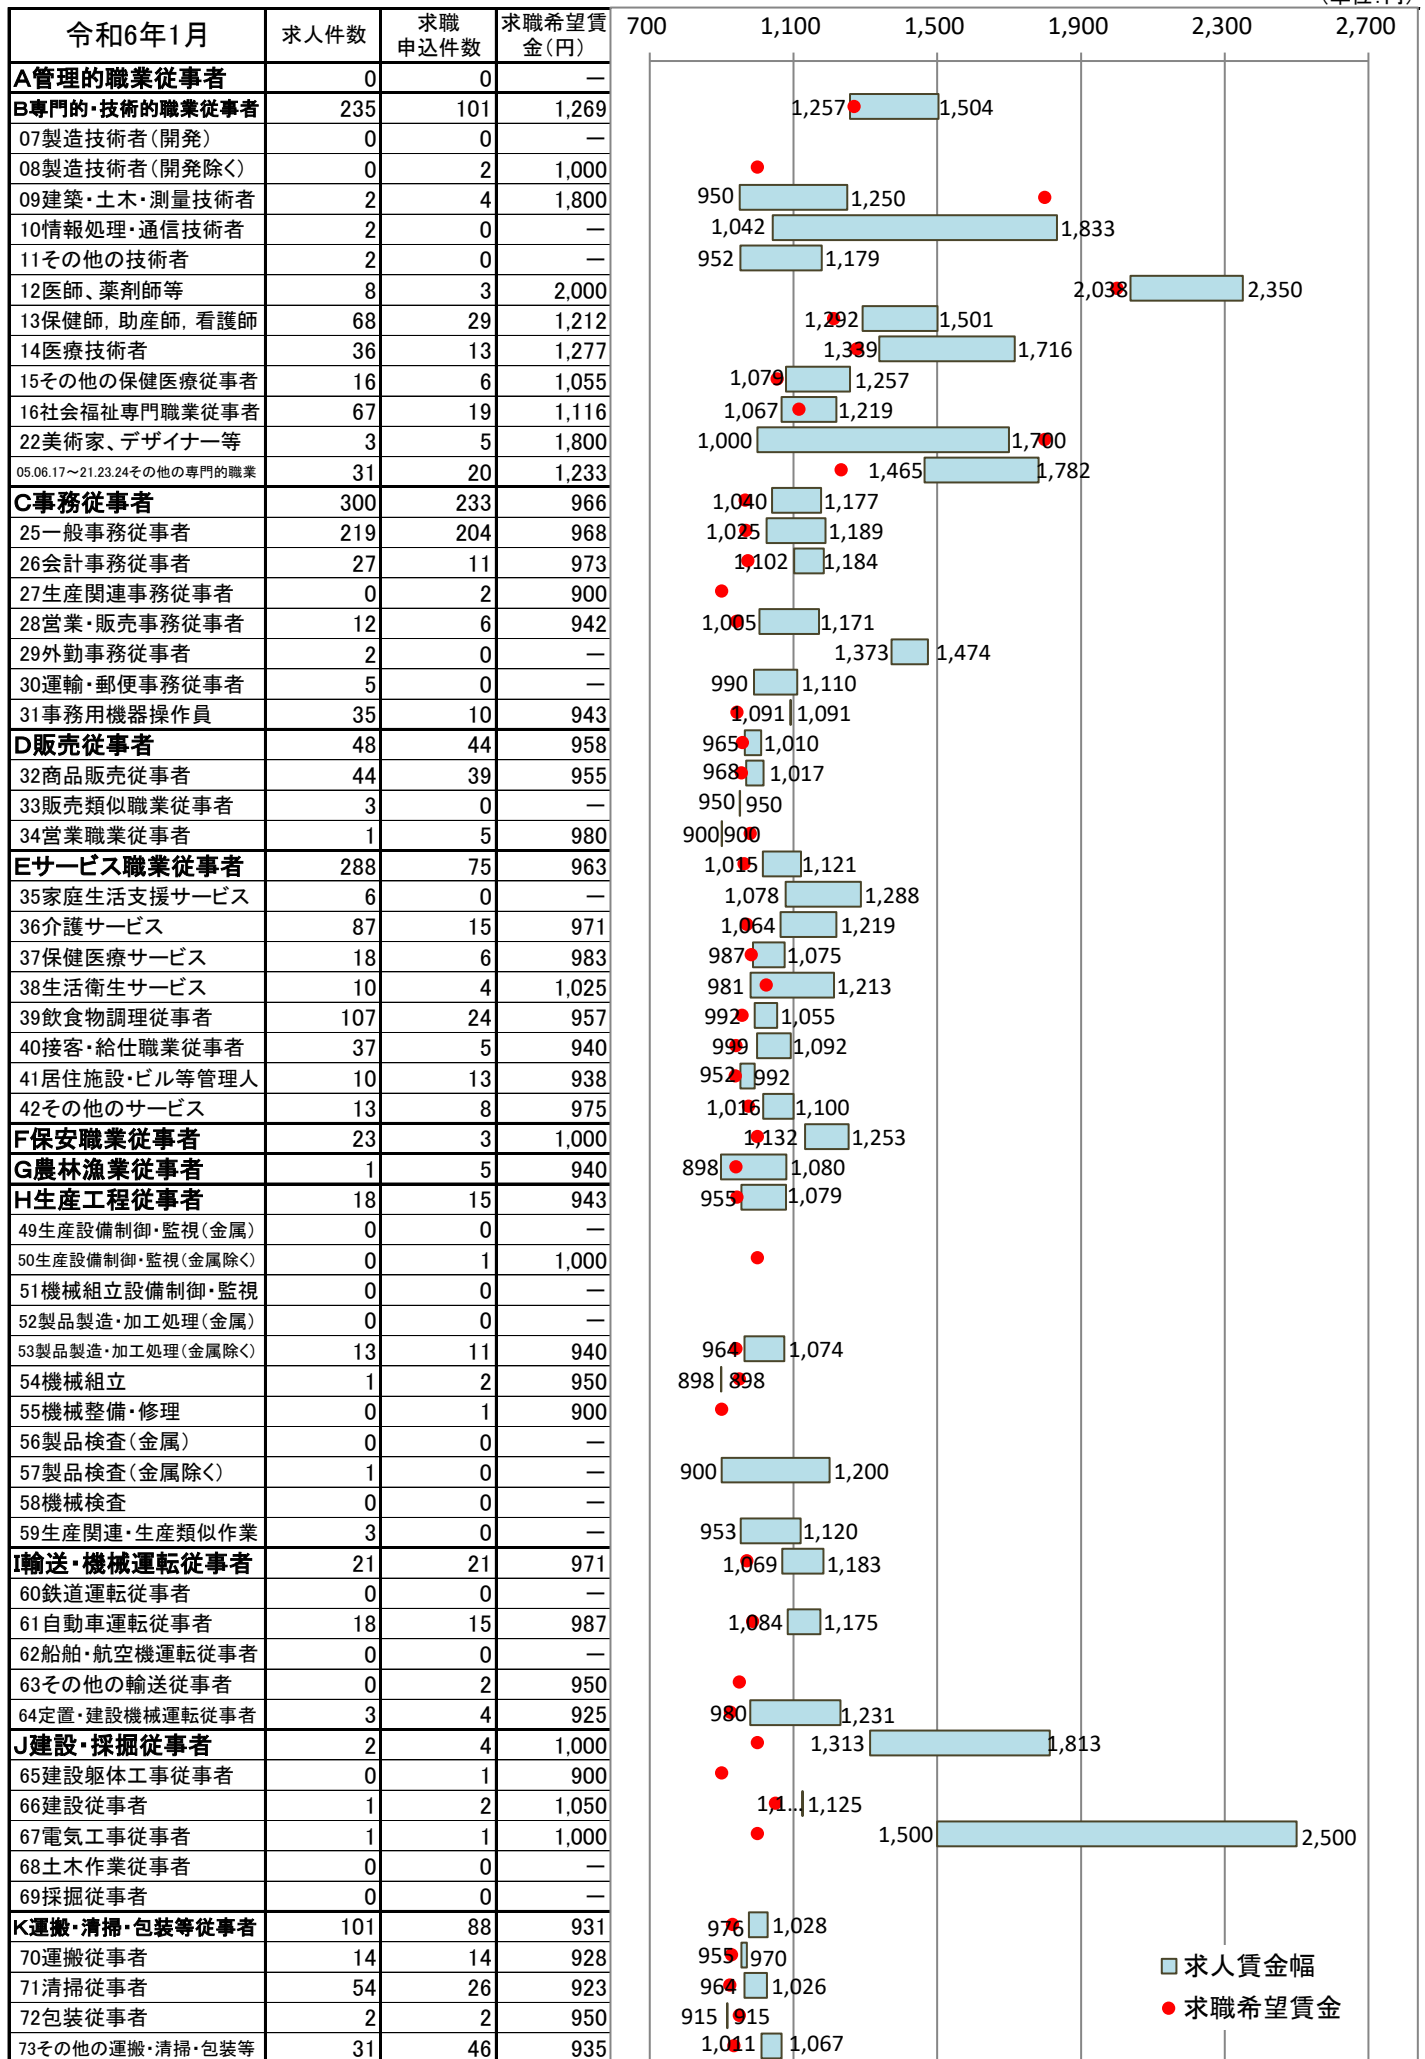 (単位:円)
令和6年1月 求人件数 求職申込件数 求職希望賃金(円) 700 1,100 1,500 1,900 2,300 2,700
A管理的職業従事者 0 0 ―
B専門的・技術的職業従事者 235 101 1,269 1,257 1,504
07製造技術者(開発) 0 0 ―
08製造技術者(開発除く) 0 2 1,000
09建築・土木・測量技術者 2 4 1,800 950 1,250
10情報処理・通信技術者 2 0 ― 1,042 1,833
11その他の技術者 2 0 ― 952 1,179
12医師、薬剤師等 8 3 2,000 2,038 2,350
13保健師, 助産師, 看護師 68 29 1,212 1,292 1,501
14医療技術者 36 13 1,277 1,339 1,716
15その他の保健医療従事者 16 6 1,055 1,079 1,257
16社会福祉専門職業従事者 67 19 1,116 1,067 1,219
22美術家、デザイナー等 3 5 1,800 1,000 1,700
05.06.17～21.23.24その他の専門的職業 31 20 1,233 1,465 1,782
C事務従事者 300 233 966 1,040 1,177
25一般事務従事者 219 204 968 1,025 1,189
26会計事務従事者 27 11 973 1,102 1,184
27生産関連事務従事者 0 2 900
28営業・販売事務従事者 12 6 942 1,005 1,171
29外勤事務従事者 2 0 ― 1,373 1,474
30運輸・郵便事務従事者 5 0 ― 990 1,110
31事務用機器操作員 35 10 943 1,091 1,091
D販売従事者 48 44 958 965 1,010
32商品販売従事者 44 39 955 968 1,017
33販売類似職業従事者 3 0 ― 950 950
34営業職業従事者 1 5 980 900 900
Eサービス職業従事者 288 75 963 1,015 1,121
35家庭生活支援サービス 6 0 ― 1,078 1,288
36介護サービス 87 15 971 1,064 1,219
37保健医療サービス 18 6 983 987 1,075
38生活衛生サービス 10 4 1,025 981 1,213
39飲食物調理従事者 107 24 957 992 1,055
40接客・給仕職業従事者 37 5 940 999 1,092
41居住施設・ビル等管理人 10 13 938 952 992
42その他のサービス 13 8 975 1,016 1,100
F保安職業従事者 23 3 1,000 1,132 1,253
G農林漁業従事者 1 5 940 898 1,080
H生産工程従事者 18 15 943 955 1,079
49生産設備制御・監視(金属) 0 0 ―
50生産設備制御・監視(金属除く) 0 1 1,000
51機械組立設備制御・監視 0 0 ―
52製品製造・加工処理(金属) 0 0 ―
53製品製造・加工処理(金属除く) 13 11 940 964 1,074
54機械組立 1 2 950 898 898
55機械整備・修理 0 1 900
56製品検査(金属) 0 0 ―
57製品検査(金属除く) 1 0 ― 900 1,200
58機械検査 0 0 ―
59生産関連・生産類似作業 3 0 ― 953 1,120
I輸送・機械運転従事者 21 21 971 1,069 1,183
60鉄道運転従事者 0 0 ―
61自動車運転従事者 18 15 987 1,084 1,175
62船舶・航空機運転従事者 0 0 ―
63その他の輸送従事者 0 2 950
64定置・建設機械運転従事者 3 4 925 980 1,231
J建設・採掘従事者 2 4 1,000 1,313 1,813
65建設躯体工事従事者 0 1 900
66建設従事者 1 2 1,050 1,1… 1,125
67電気工事従事者 1 1 1,000 1,500 2,500
68土木作業従事者 0 0 ―
69採掘従事者 0 0 ―
K運搬・清掃・包装等従事者 101 88 931 976 1,028
70運搬従事者 14 14 928 955 970
求人賃金幅
71清掃従事者 54 26 923 964 1,026
求職希望賃金
72包装従事者 2 2 950 915 915
73その他の運搬・清掃・包装等 31 46 935 1,011 1,067